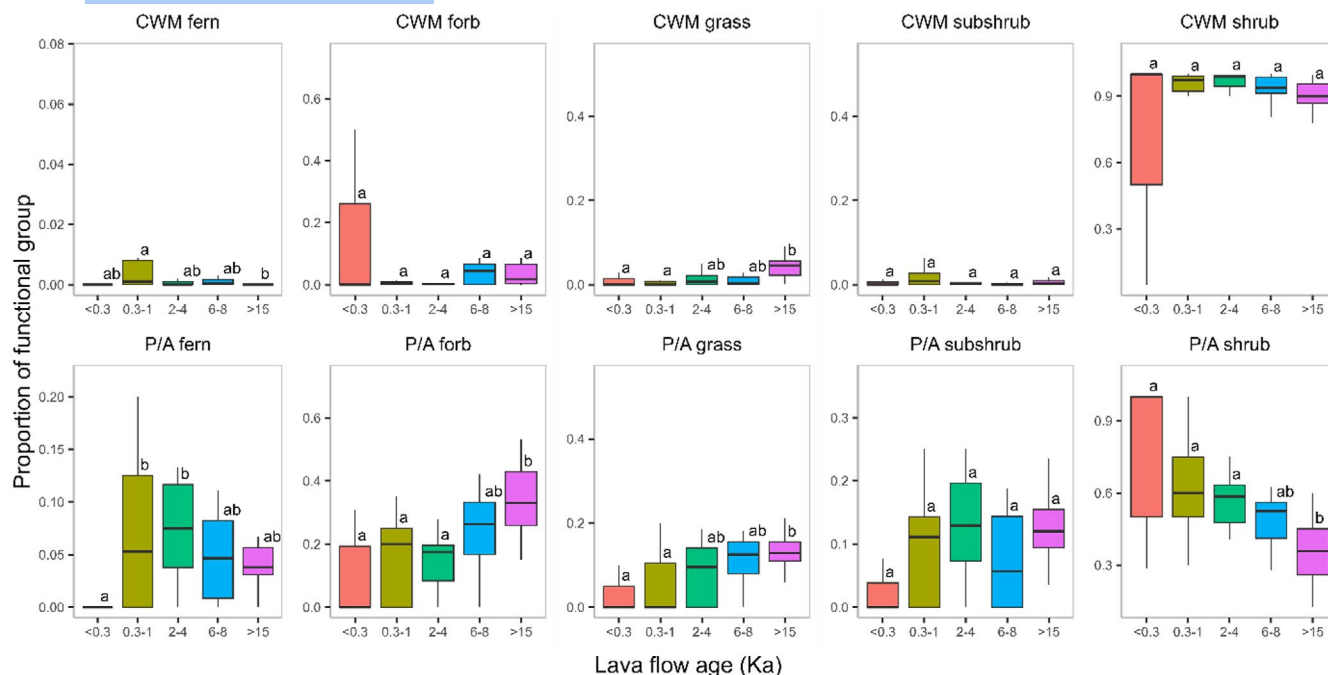 CWM fern
CWM forb
CWM grass
CWM subshrub
CWM shrub
0.08
0.06
0.04
0.02
0.00
ab
a
ab
ab
b
<0.3
0.3-1
2-4
6-8
>15
0.6
0.4
0.2
0.0
a
a
a
a
a
<0.3
0.3-1
2-4
6-8
>15
0.4
0.2
0.0
a
a
ab
ab
b
<0.3
0.3-1
2-4
6-8
>15
0.4
0.2
0.0
a
a
a
a
a
<0.3
0.3-1
2-4
6-8
>15
0.9
0.6
0.3
a
a
a
a
a
<0.3
0.3-1
2-4
6-8
>15
Proportion of functional group
P/A fern
P/A forb
P/A grass
P/A subshrub
P/A shrub
0.20
0.15
0.10
0.05
0.00
a
b
b
ab
ab
<0.3
0.3-1
2-4
6-8
>15
0.6
0.4
0.2
0.0
a
a
a
ab
b
<0.3
0.3-1
2-4
6-8
>15
0.4
0.2
0.0
a
a
ab
ab
b
<0.3
0.3-1
2-4
6-8
>15
0.3
0.2
0.1
0.0
a
a
a
a
a
<0.3
0.3-1
2-4
6-8
>15
0.9
0.6
0.3
a
a
a
ab
b
<0.3
0.3-1
2-4
6-8
>15
Lava flow age (Ka)